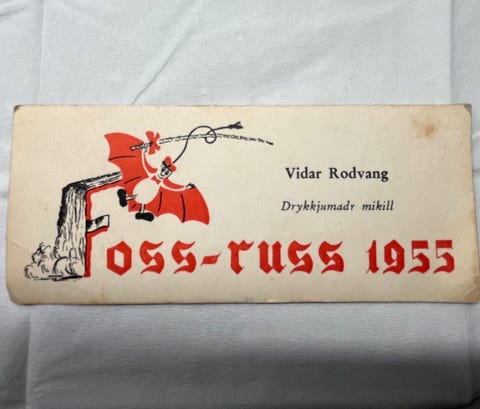 Vidar Rodvang
Drykkjumadr mikill
Foss-russ 1955